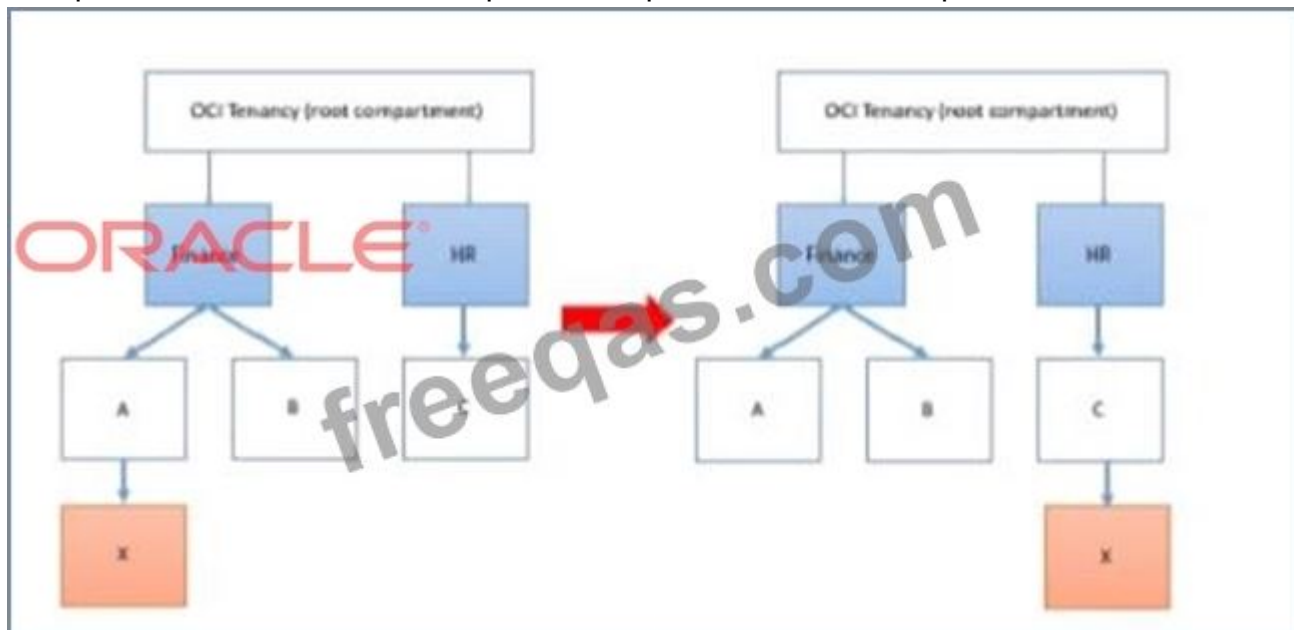 OCI Tenancy (root compartment)
OCI Tenancy (root compartment)
Finance
HR
Finance
HR
ORACLE
freeqas.com
A
B
C
A
B
C
X
X